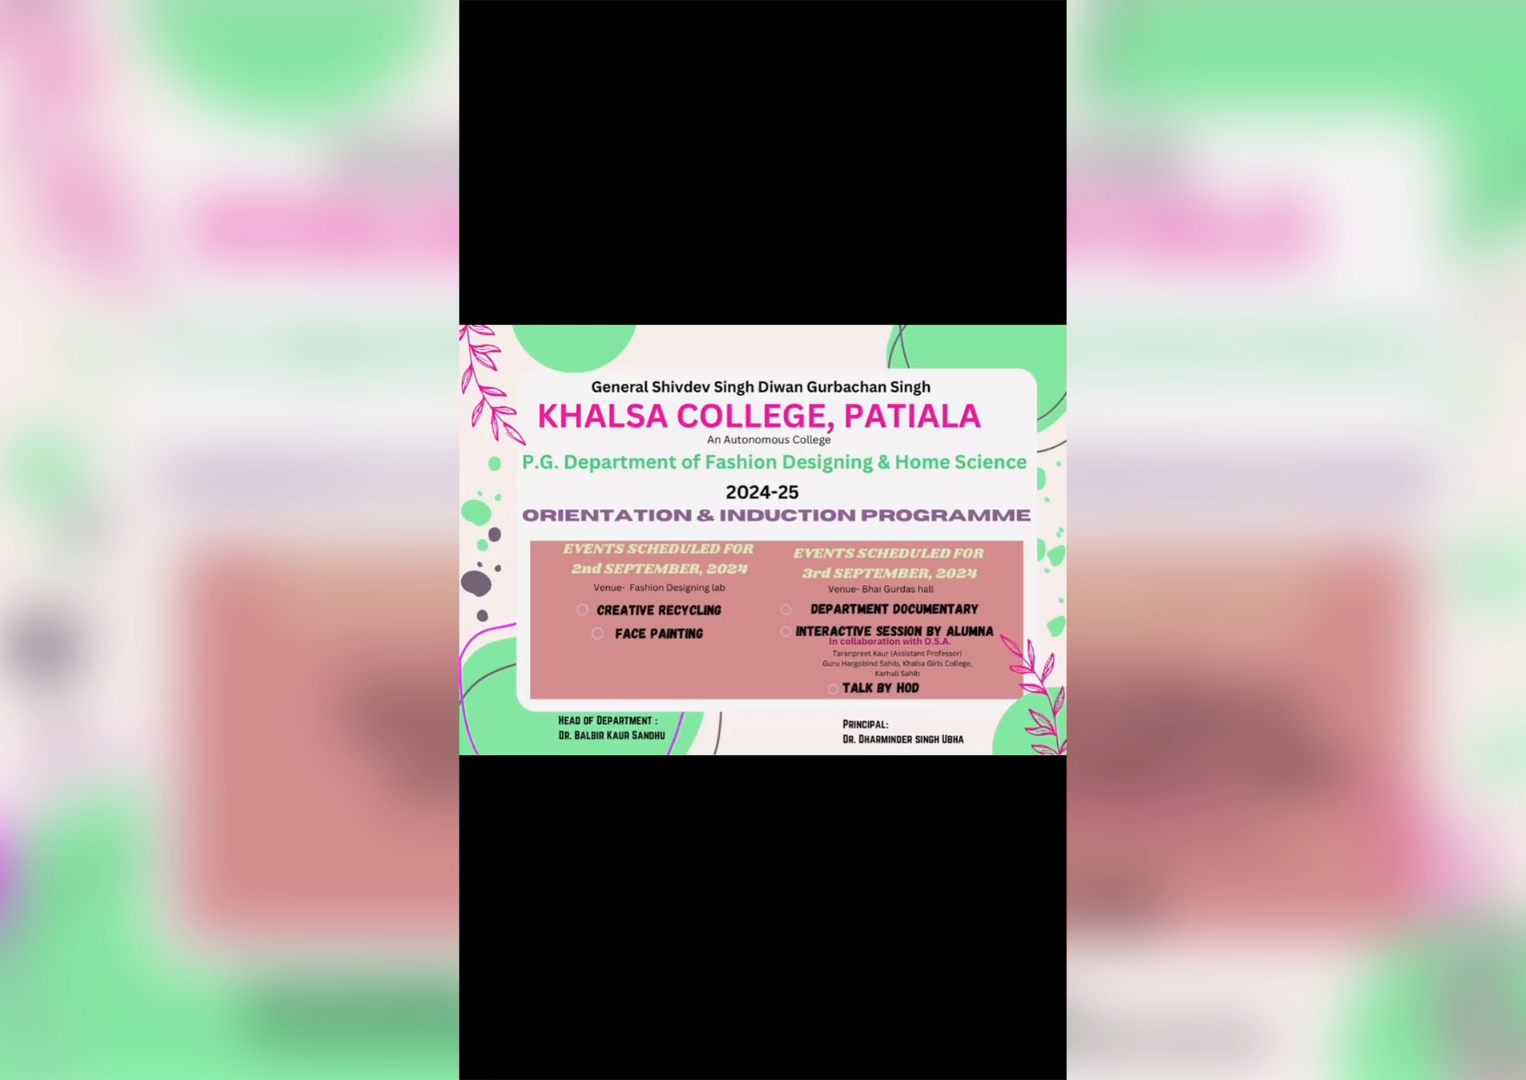 General Shivdev Singh Diwan Gurbachan Singh
KHALSA COLLEGE, PATIALA
An Autonomous College
P.G. Department of Fashion Designing & Home Science
2024-25
ORIENTATION & INDUCTION PROGRAMME
EVENTS SCHEDULED FOR
2nd SEPTEMBER, 2024
Venue- Fashion Designing lab
CREATIVE RECYCLING
FACE PAINTING
EVENTS SCHEDULED FOR
3rd SEPTEMBER, 2024
Venue- Bhai Gurdas hall
DEPARTMENT DOCUMENTARY
INTERACTIVE SESSION BY ALUMNA
In collaboration with O.S.A.
Taranpreet Kaur (Assistant Professor)
Guru Hargobind Sahib, Khalsa Girls College,
Karhali Sahib
TALK BY HOD
HEAD OF DEPARTMENT :
DR. BALBIR KAUR SANDHU
PRINCIPAL:
DR. DHARMINDER SINGH UBHA